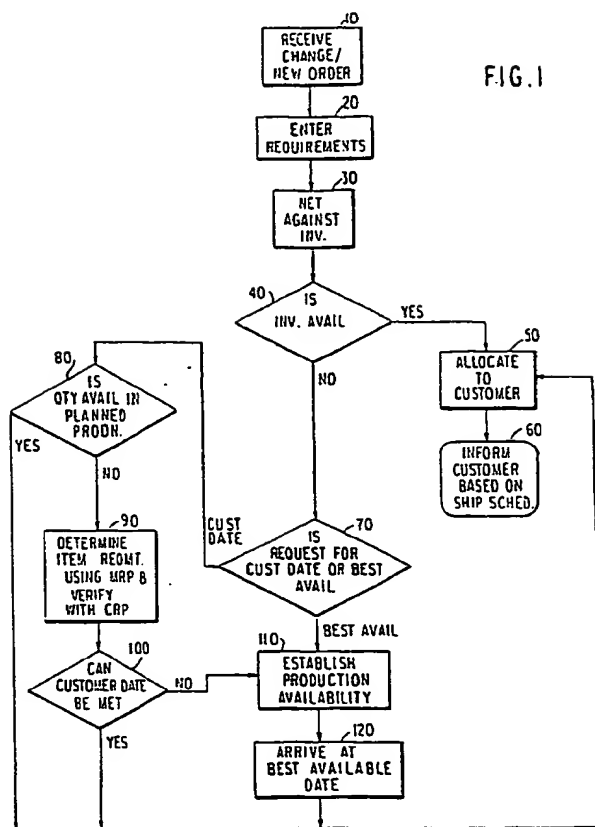 FIG.1
10
RECEIVE
CHANGE/
NEW ORDER
20
ENTER
REQUIREMENTS
30
NET
AGAINST
INV.
40
IS
INV. AVAIL
YES
NO
50
ALLOCATE
TO
CUSTOMER
60
INFORM
CUSTOMER
BASED ON
SHIP SCHED.
70
IS
REQUEST FOR
CUST DATE OR BEST
AVAIL
CUST
DATE
BEST AVAIL
80
IS
QTY AVAIL IN
PLANNED
PRODN.
YES
NO
90
DETERMINE
ITEM REQMT.
USING MRP &
VERIFY
WITH CRP
100
CAN
CUSTOMER DATE
BE MET
NO
YES
110
ESTABLISH
PRODUCTION
AVAILABILITY
120
ARRIVE AT
BEST AVAILABLE
DATE